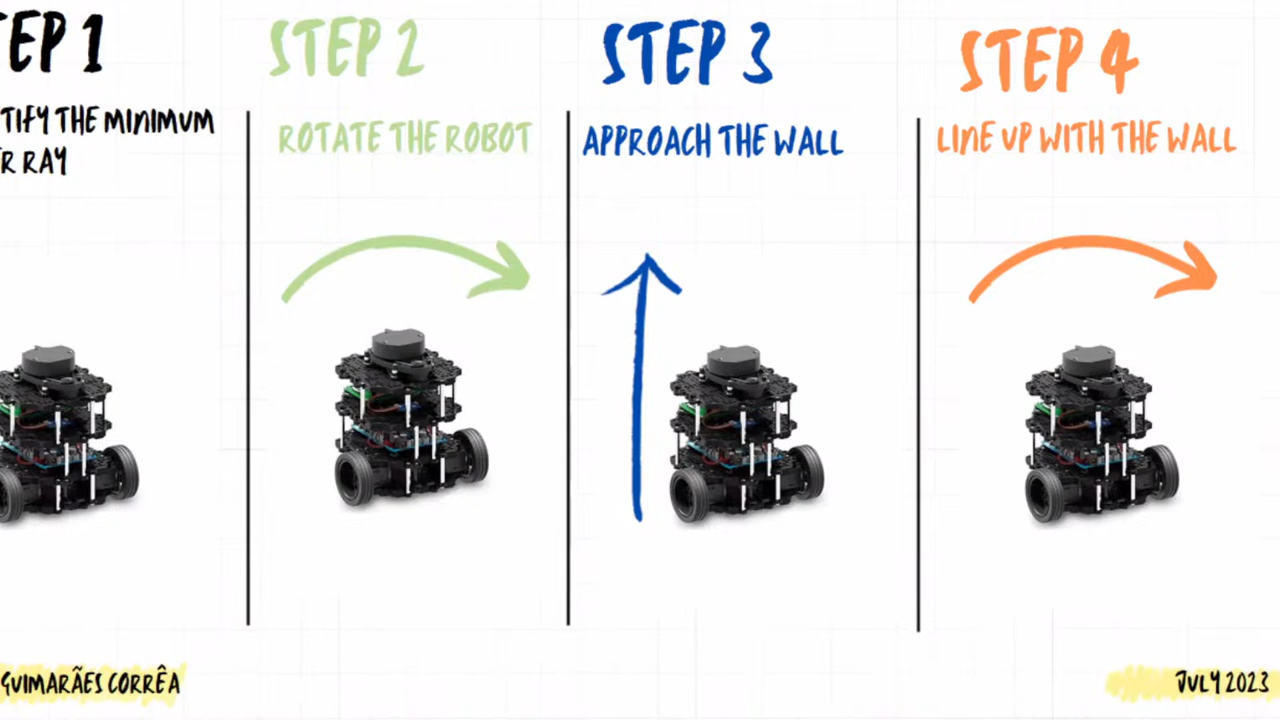 TEP 1
TIFY THE MINIMUM
R RAY
STEP 2
ROTATE THE ROBOT
STEP 3
APPROACH THE WALL
STEP 4
LINE UP WITH THE WALL
GUIMARÃES CORRÊA
JULY 2023